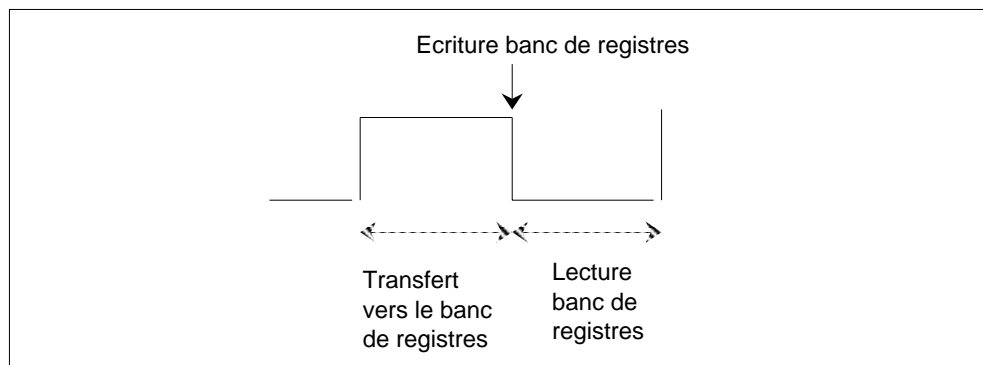 Ecriture banc de registres
Transfert
vers le banc
de registres
Lecture
banc de
registres